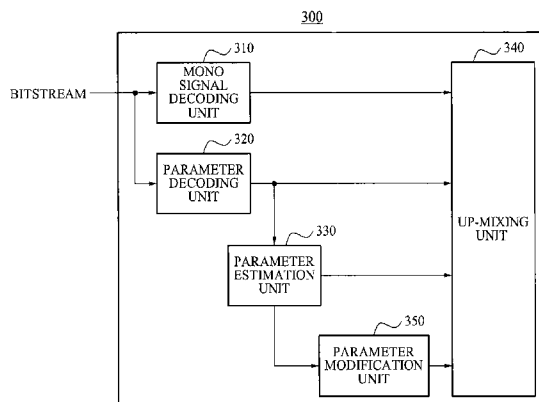 300
310
MONO
SIGNAL
DECODING
UNIT
BITSTREAM
320
PARAMETER
DECODING
UNIT
330
PARAMETER
ESTIMATION
UNIT
350
PARAMETER
MODIFICATION
UNIT
340
UP-MIXING
UNIT